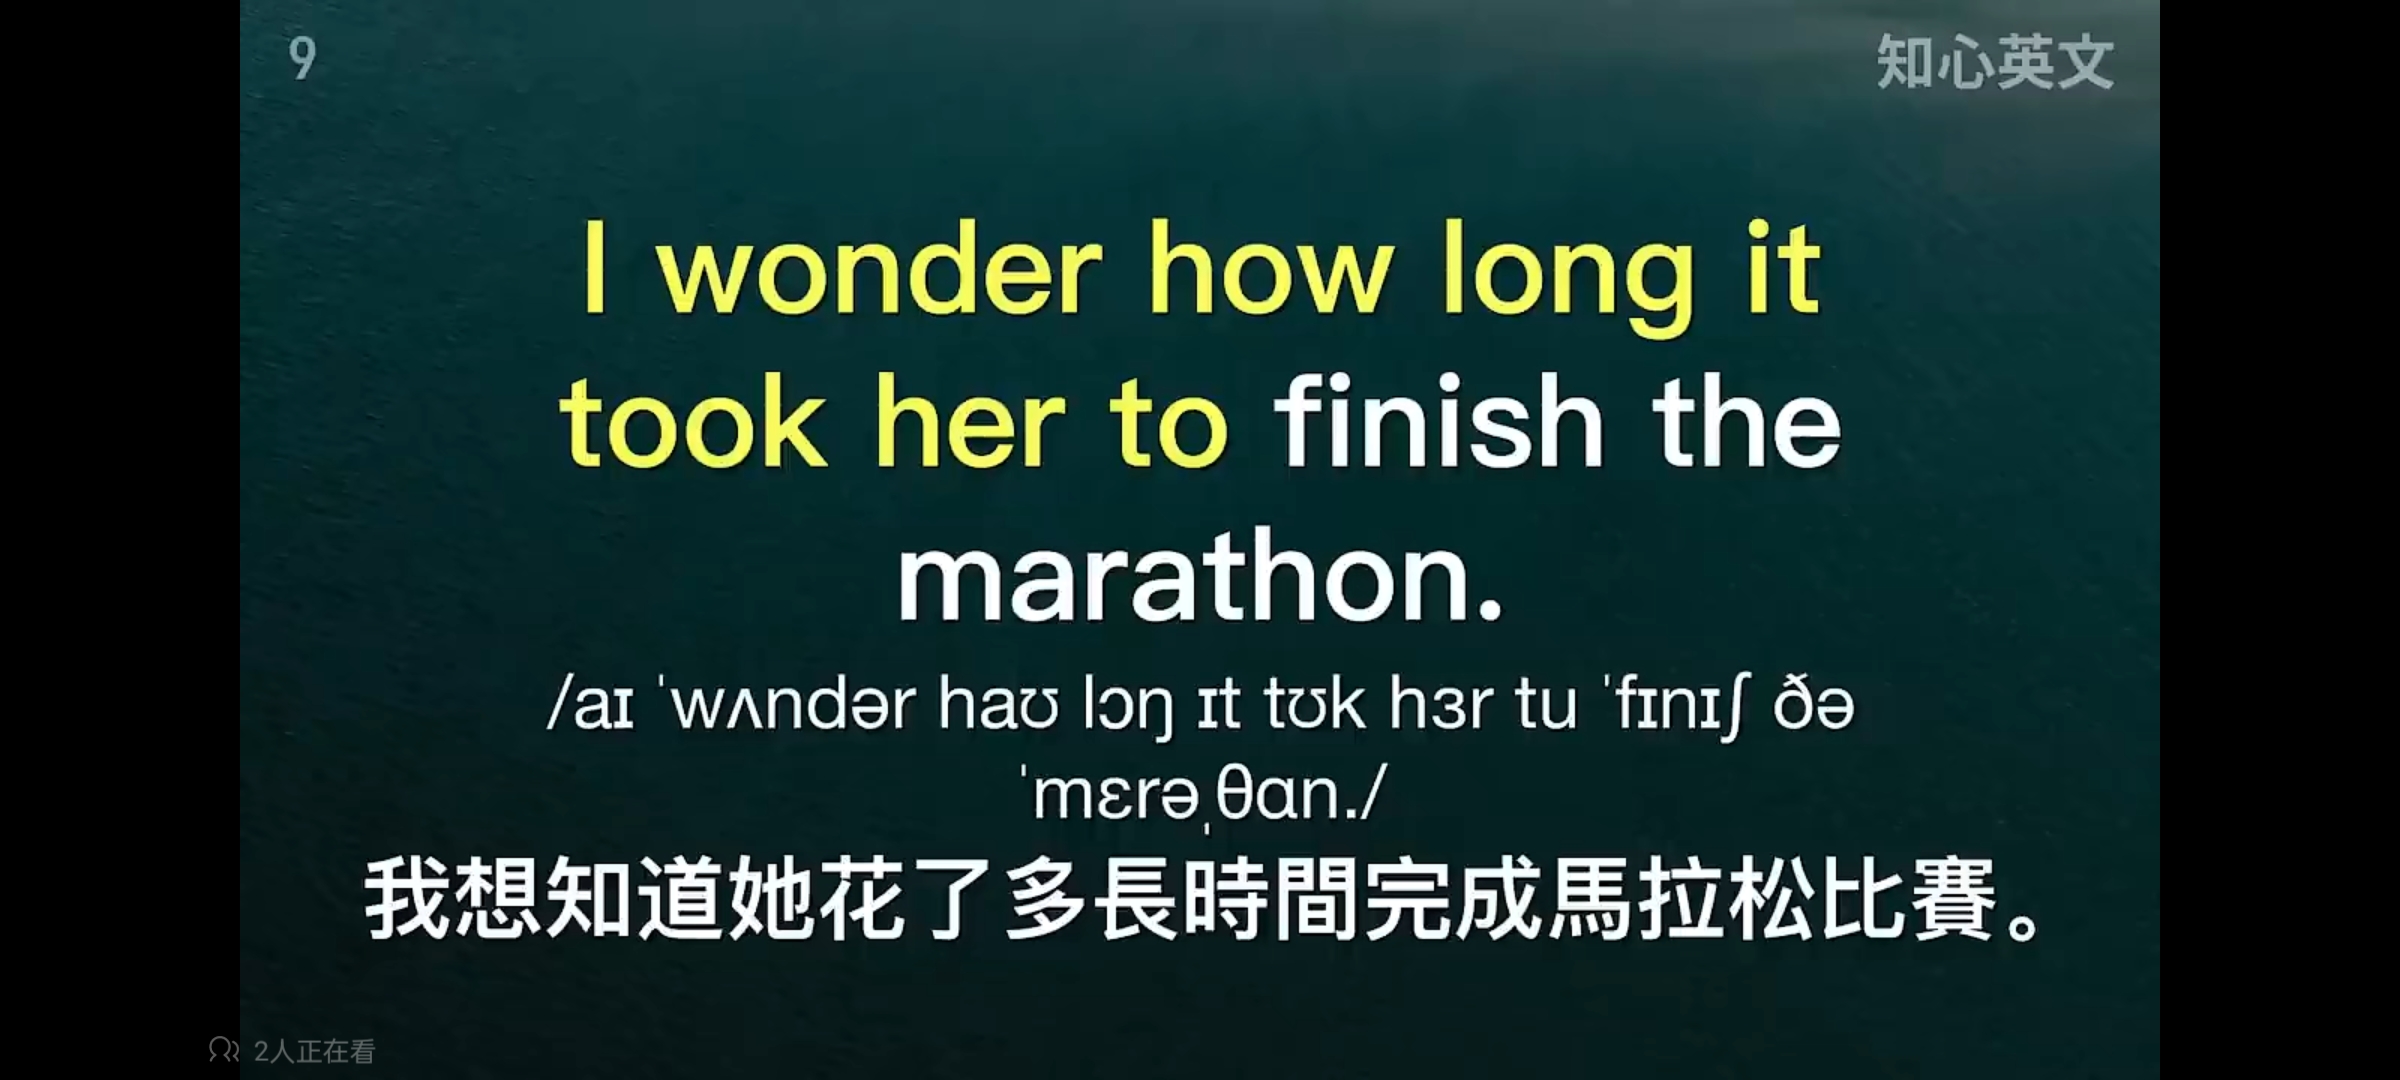 9
知心英文
I wonder how long it
took her to finish the
marathon.
/aɪ ˈwʌndər haʊ lɔŋ ɪt tʊk hɜr tu ˈfɪnɪʃ ðə
ˈmɛrəˌθɑn./
我想知道她花了多長時間完成馬拉松比賽。
2人正在看